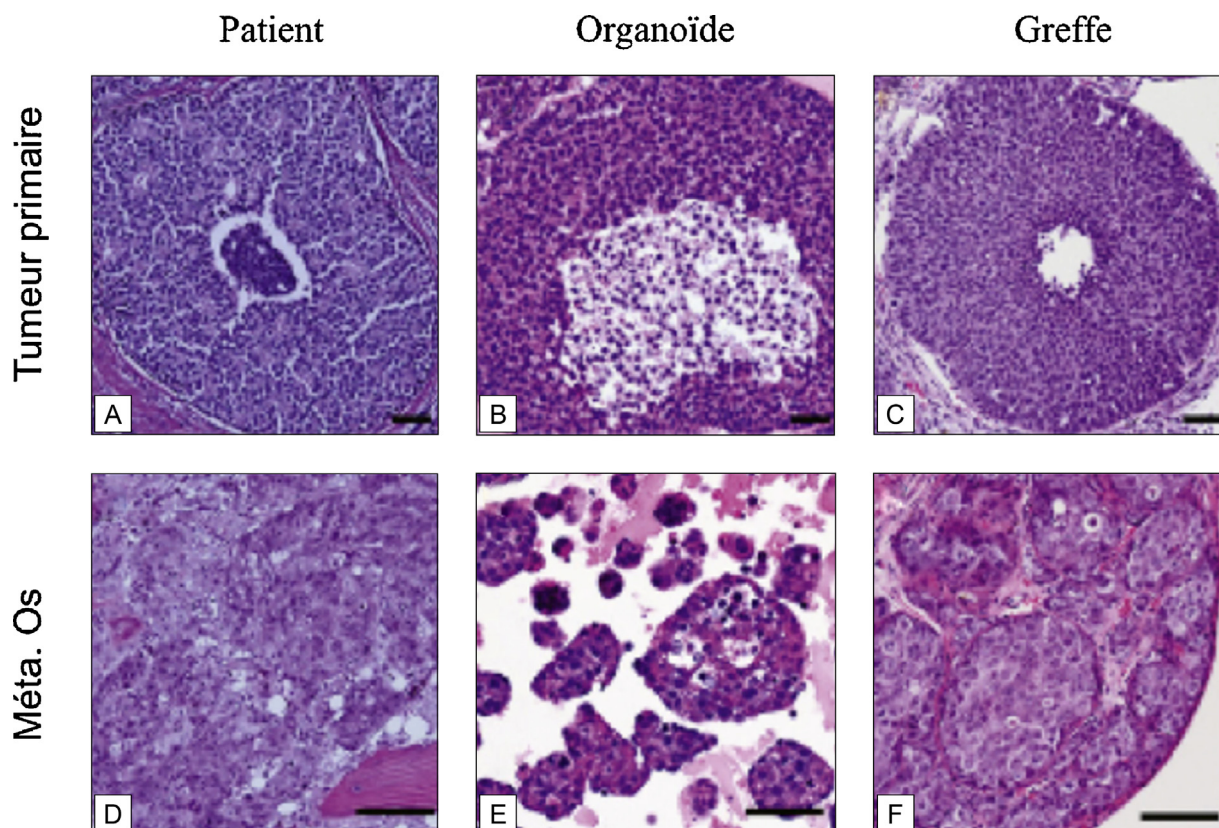 Patient
Organoïde
Greffe
Tumeur primaire
A
B
C
Méta. Os
D
E
F